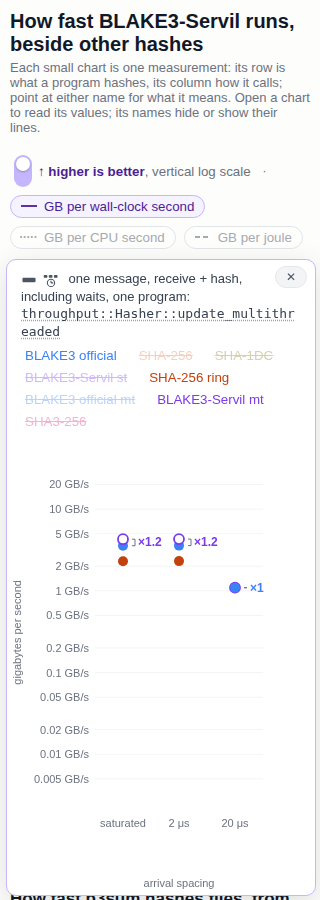 How fast BLAKE3-Servil runs,
beside other hashes
Each small chart is one measurement: its row is
what a program hashes, its column how it calls;
point at either name for what it means. Open a chart
to read its values; its names hide or show their
lines.
↑ higher is better, vertical log scale ·
GB per wall-clock second
GB per CPU second
GB per joule
one message, receive + hash,
including waits, one program:
throughput::Hasher::update_multithr
eaded
✕
BLAKE3 official
SHA-256
SHA-1DC
BLAKE3-Servil st
SHA-256 ring
BLAKE3 official mt
BLAKE3-Servil mt
SHA3-256
20 GB/s
10 GB/s
5 GB/s
2 GB/s
1 GB/s
0.5 GB/s
0.2 GB/s
0.1 GB/s
0.05 GB/s
0.02 GB/s
0.01 GB/s
0.005 GB/s
gigabytes per second
×1.2
×1.2
×1
saturated
2 μs
20 μs
arrival spacing
How fast b3sum hashes files, from